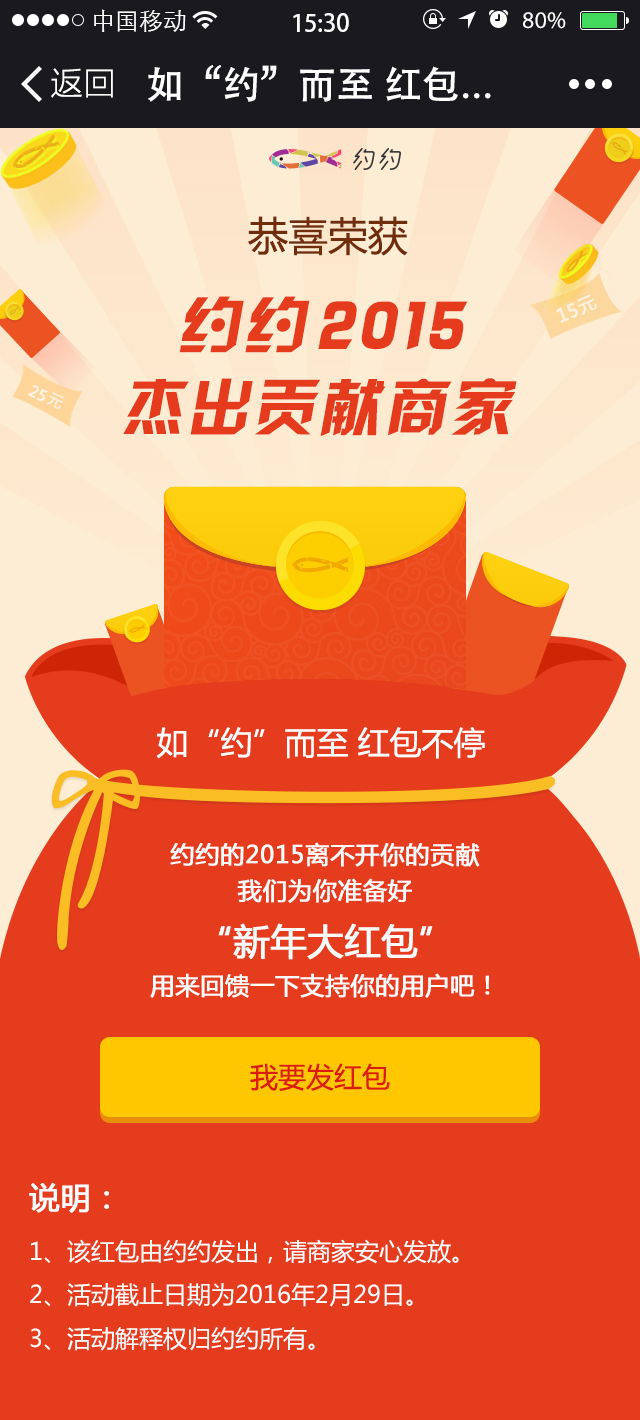 中国移动 15:30 80%
返回 如“约”而至 红包...
约约
恭喜荣获
15元
约约2015
杰出贡献商家
25元
如“约”而至 红包不停
约约的2015离不开你的贡献
我们为你准备好
“新年大红包”
用来回馈一下支持你的用户吧！
我要发红包
说明：
1、该红包由约约发出，请商家安心发放。
2、活动截止日期为2016年2月29日。
3、活动解释权归约约所有。